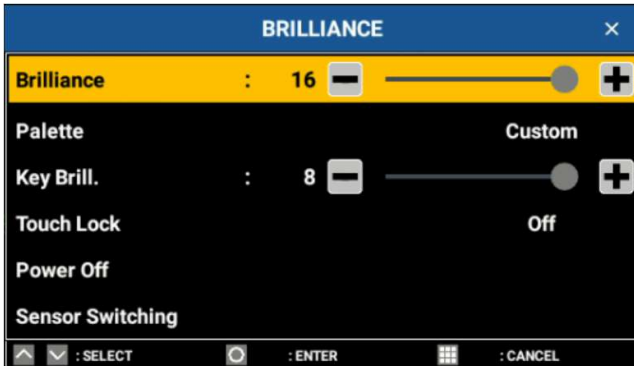 BRILLIANCE ×
Brilliance : 16
Palette Custom
Key Brill. : 8
Touch Lock Off
Power Off
Sensor Switching
: SELECT : ENTER : CANCEL